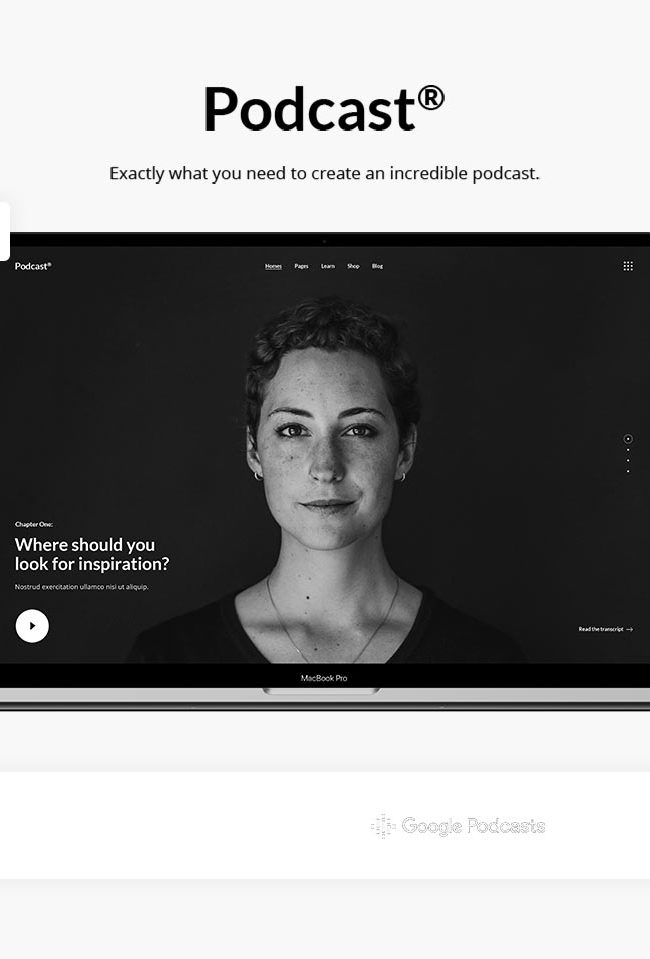 Podcast®
Exactly what you need to create an incredible podcast.
Podcast®
Homes Pages Learn Shop Blog
Chapter One:
Where should you
look for inspiration?
Nostrud exercitation ullamco nisi ut aliquip.
Read the transcript →
MacBook Pro
Google Podcasts